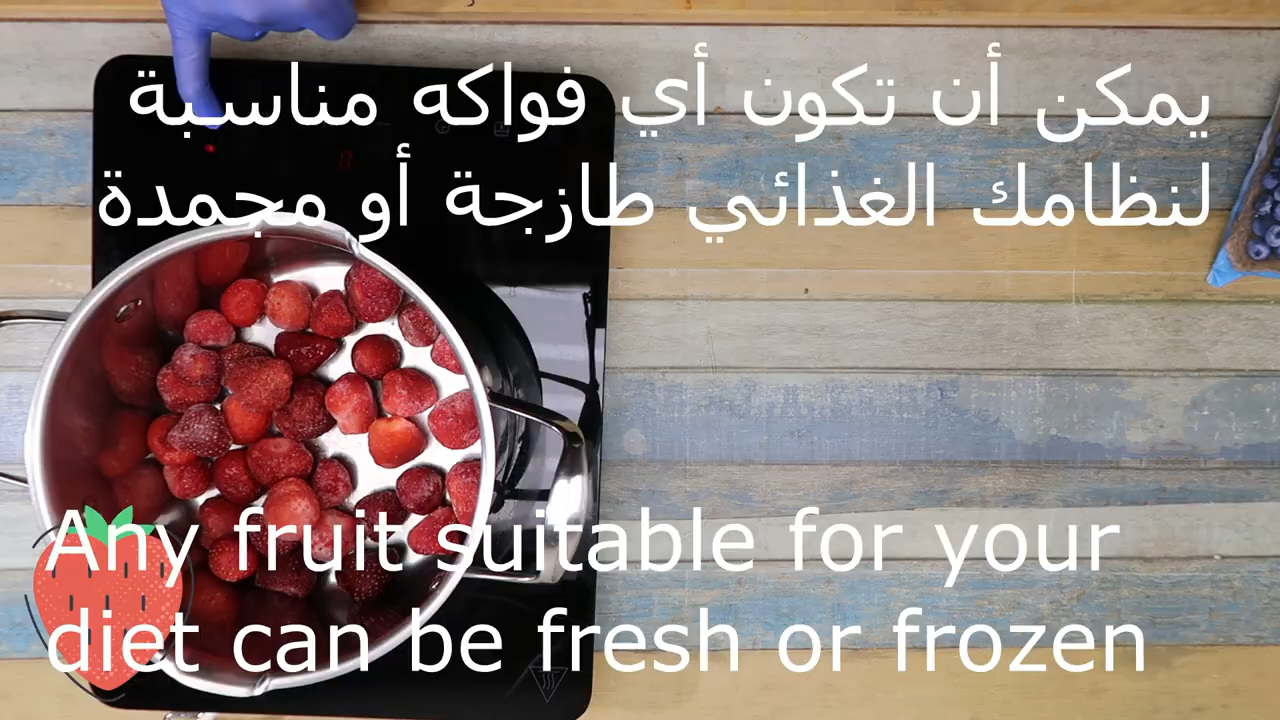 يمكن أن تكون أي فواكه مناسبة
لنظامك الغذائي طازجة أو مجمدة
Any fruit suitable for your
diet can be fresh or frozen